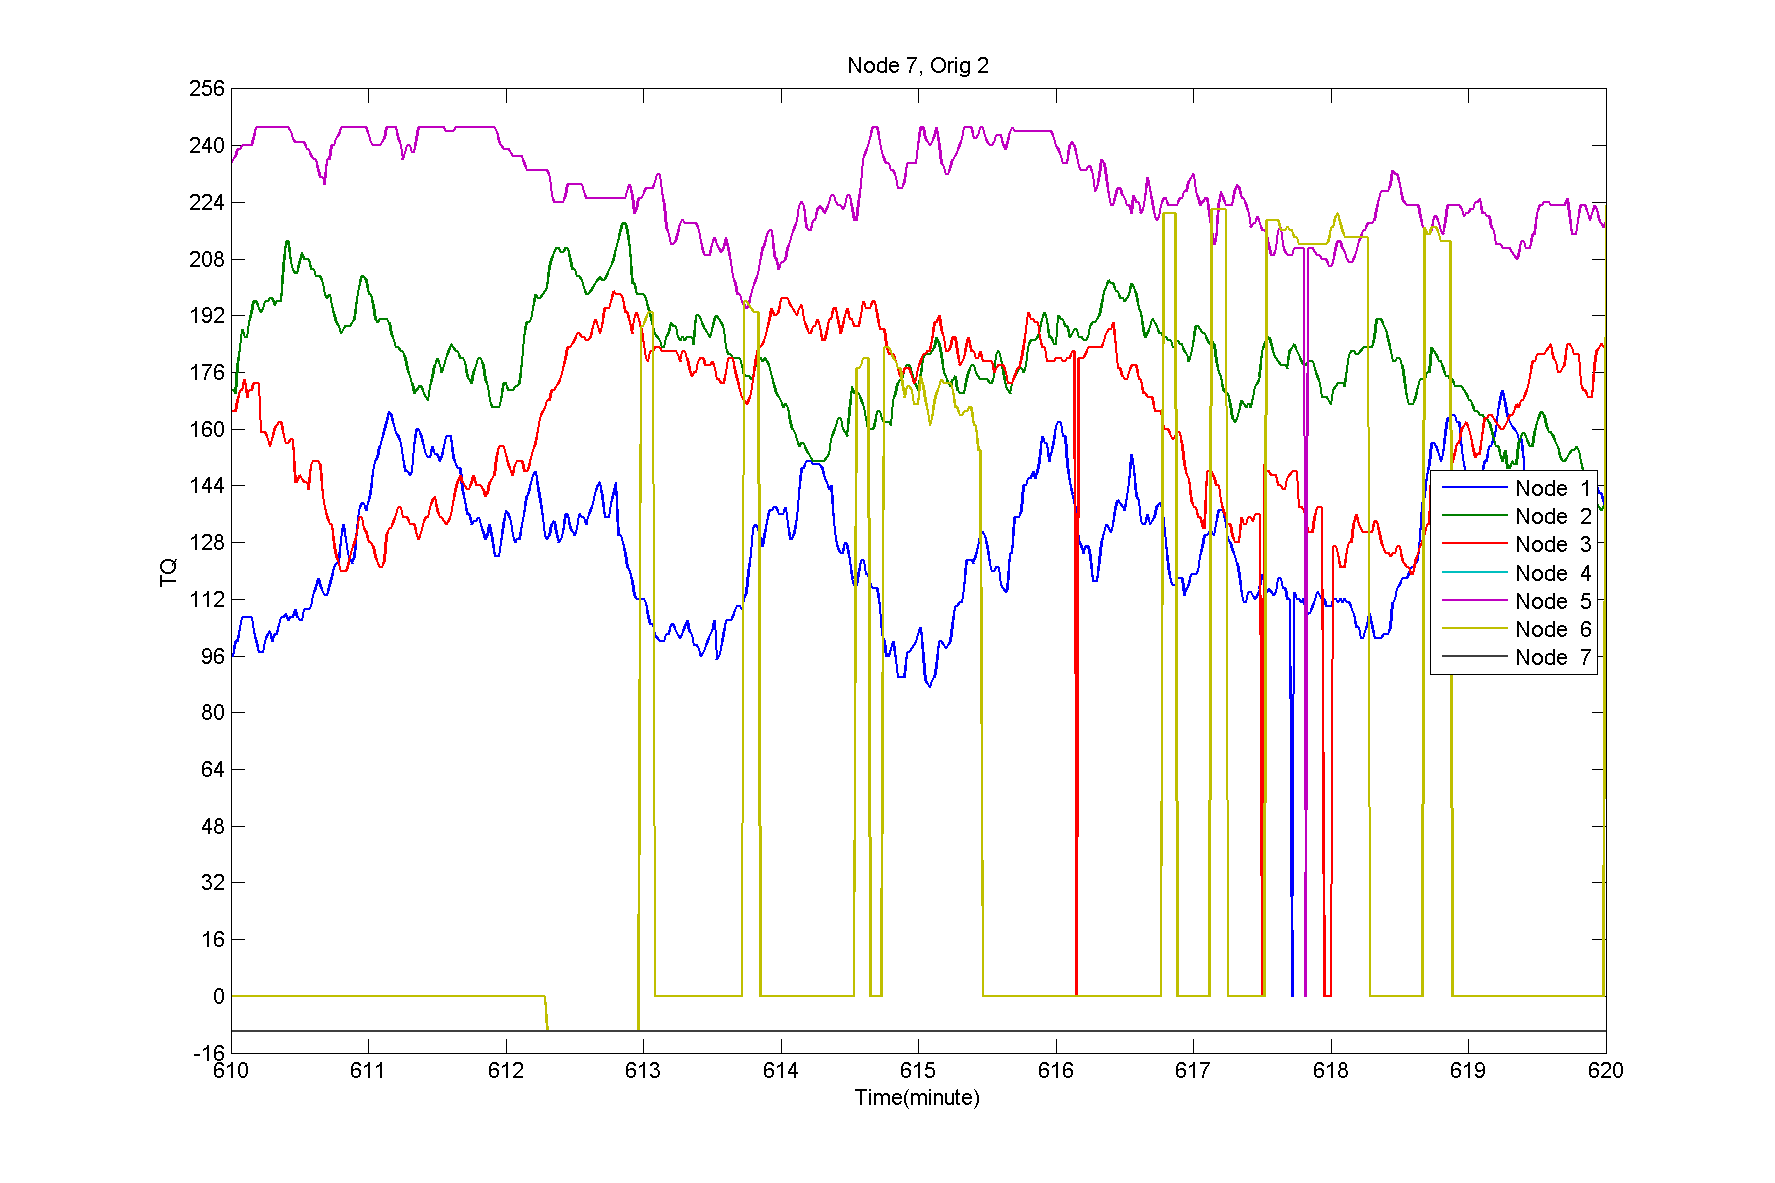 Node 7, Orig 2
256
240
224
208
192
176
160
144
128
112
96
80
64
48
32
16
0
-16
TQ
Node 1
Node 2
Node 3
Node 4
Node 5
Node 6
Node 7
610 611 612 613 614 615 616 617 618 619 620
Time(minute)